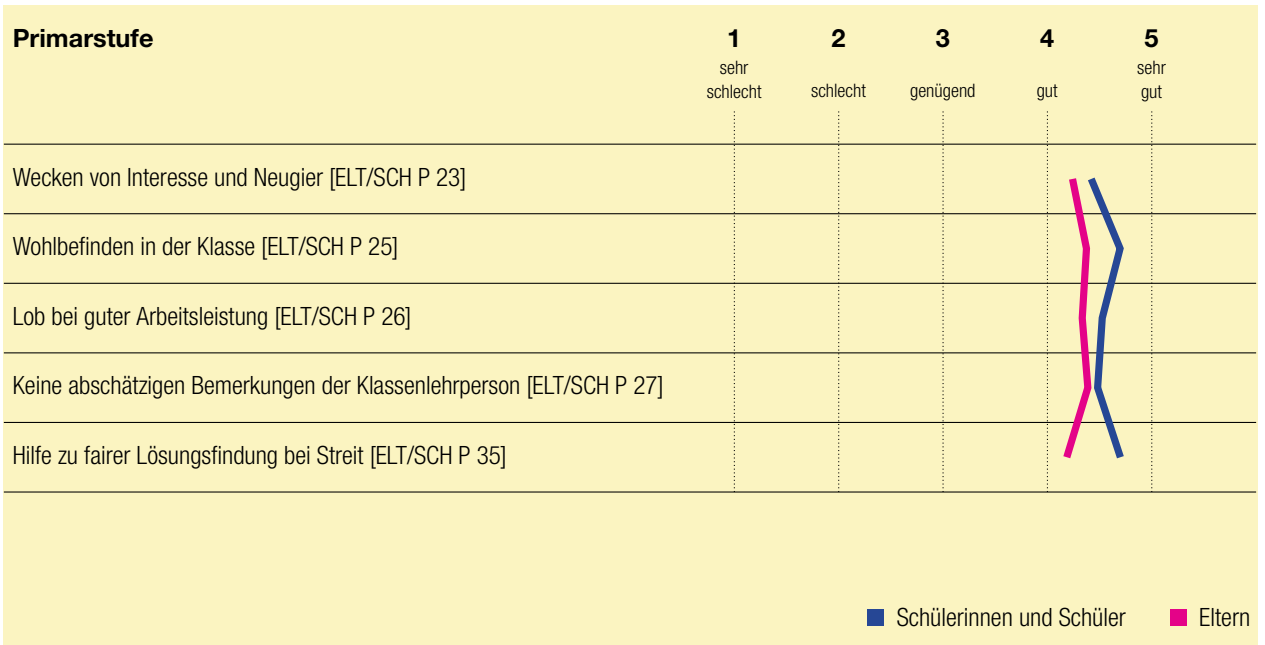 Primarstufe 1 2 3 4 5
sehr schlecht schlecht genügend gut sehr gut
Wecken von Interesse und Neugier [ELT/SCH P 23]
Wohlbefinden in der Klasse [ELT/SCH P 25]
Lob bei guter Arbeitsleistung [ELT/SCH P 26]
Keine abschätzigen Bemerkungen der Klassenlehrperson [ELT/SCH P 27]
Hilfe zu fairer Lösungsfindung bei Streit [ELT/SCH P 35]
Schülerinnen und Schüler Eltern